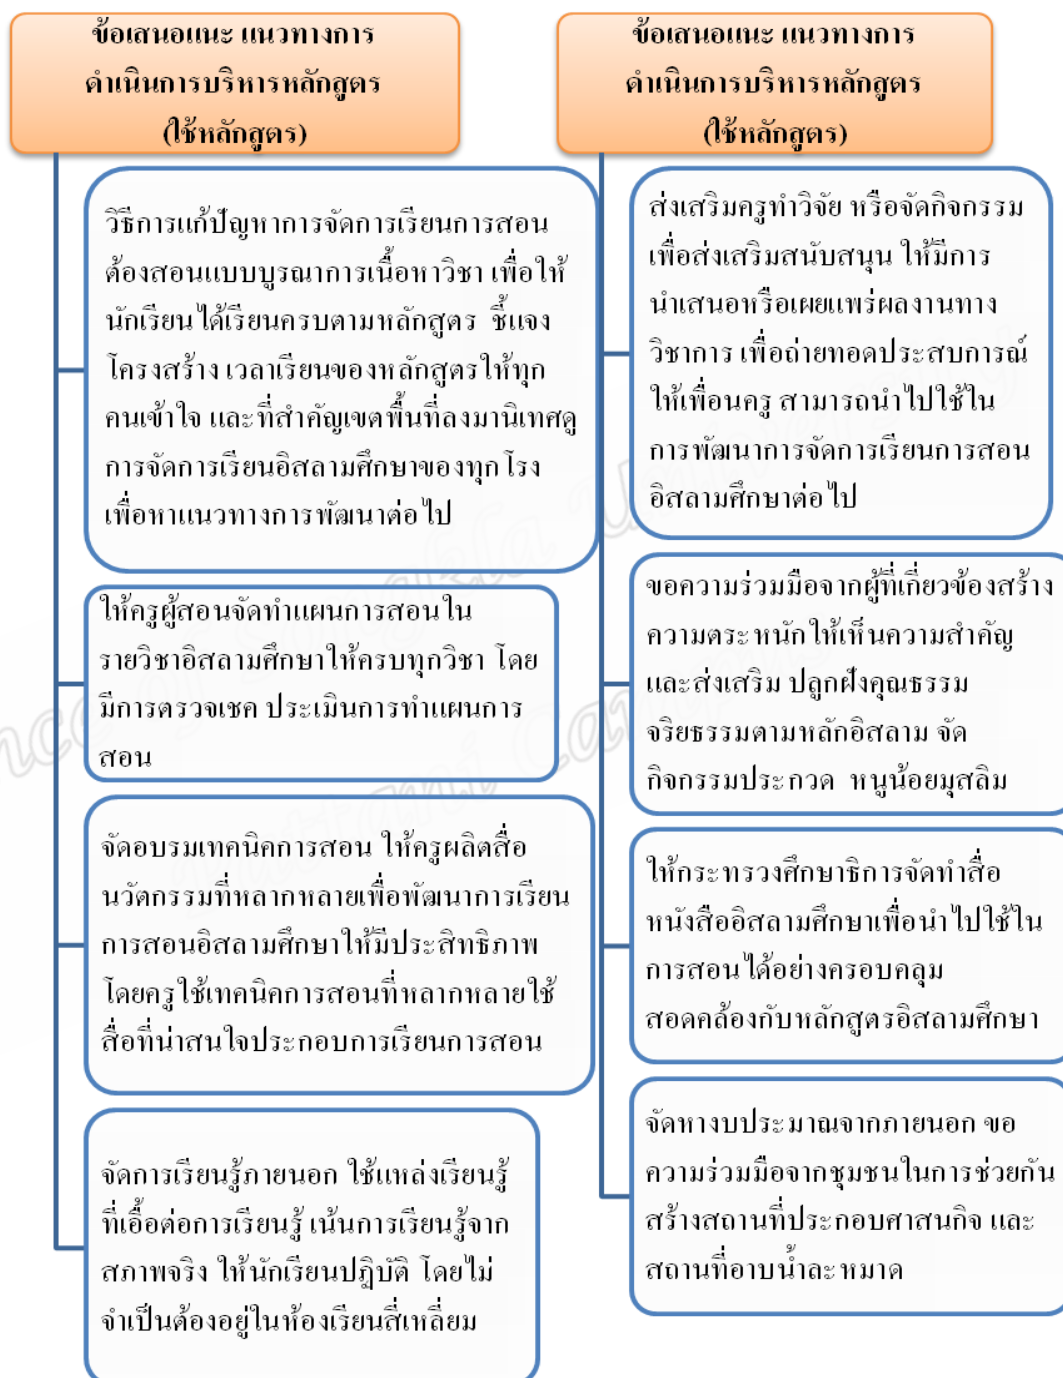 ข้อเสนอแนะ แนวทางการ
ดำเนินการบริหารหลักสูตร
(ใช้หลักสูตร)
วิธีการแก้ปัญหาการจัดการเรียนการสอน
ต้องสอนแบบบูรณาการเนื้อหาวิชา เพื่อให้
นักเรียนได้เรียนครบตามหลักสูตร ชี้แจง
โครงสร้าง เวลาเรียนของหลักสูตรให้ทุก
คนเข้าใจ และที่สำคัญเขตพื้นที่ลงมานิเทศดู
การจัดการเรียนอิสลามศึกษาของทุกโรง
เพื่อหาแนวทางการพัฒนาต่อไป
ให้ครูผู้สอนจัดทำแผนการสอนใน
รายวิชาอิสลามศึกษาให้ครบทุกวิชา โดย
มีการตรวจเชค ประเมินการทำแผนการ
สอน
จัดอบรมเทคนิคการสอน ให้ครูผลิตสื่อ
นวัตกรรมที่หลากหลายเพื่อพัฒนาการเรียน
การสอนอิสลามศึกษาให้มีประสิทธิภาพ
โดยครูใช้เทคนิคการสอนที่หลากหลายใช้
สื่อที่น่าสนใจประกอบการเรียนการสอน
จัดการเรียนรู้ภายนอก ใช้แหล่งเรียนรู้
ที่เอื้อต่อการเรียนรู้ เน้นการเรียนรู้จาก
สภาพจริง ให้นักเรียนปฏิบัติ โดยไม่
จำเป็นต้องอยู่ในห้องเรียนสี่เหลี่ยม
ข้อเสนอแนะ แนวทางการ
ดำเนินการบริหารหลักสูตร
(ใช้หลักสูตร)
ส่งเสริมครูทำวิจัย หรือจัดกิจกรรม
เพื่อส่งเสริมสนับสนุน ให้มีการ
นำเสนอหรือเผยแพร่ผลงานทาง
วิชาการ เพื่อถ่ายทอดประสบการณ์
ให้เพื่อนครู สามารถนำไปใช้ใน
การพัฒนาการจัดการเรียนการสอน
อิสลามศึกษาต่อไป
ขอความร่วมมือจากผู้ที่เกี่ยวข้องสร้าง
ความตระหนักให้เห็นความสำคัญ
และส่งเสริม ปลูกฝังคุณธรรม
จริยธรรมตามหลักอิสลาม จัด
กิจกรรมประกวด หนูน้อยมุสลิม
ให้กระทรวงศึกษาธิการจัดทำสื่อ
หนังสืออิสลามศึกษาเพื่อนำไปใช้ใน
การสอนได้อย่างครอบคลุม
สอดคล้องกับหลักสูตรอิสลามศึกษา
จัดหางบประมาณจากภายนอก ขอ
ความร่วมมือจากชุมชนในการช่วยกัน
สร้างสถานที่ประกอบศาสนกิจ และ
สถานที่อาบน้ำละหมาด